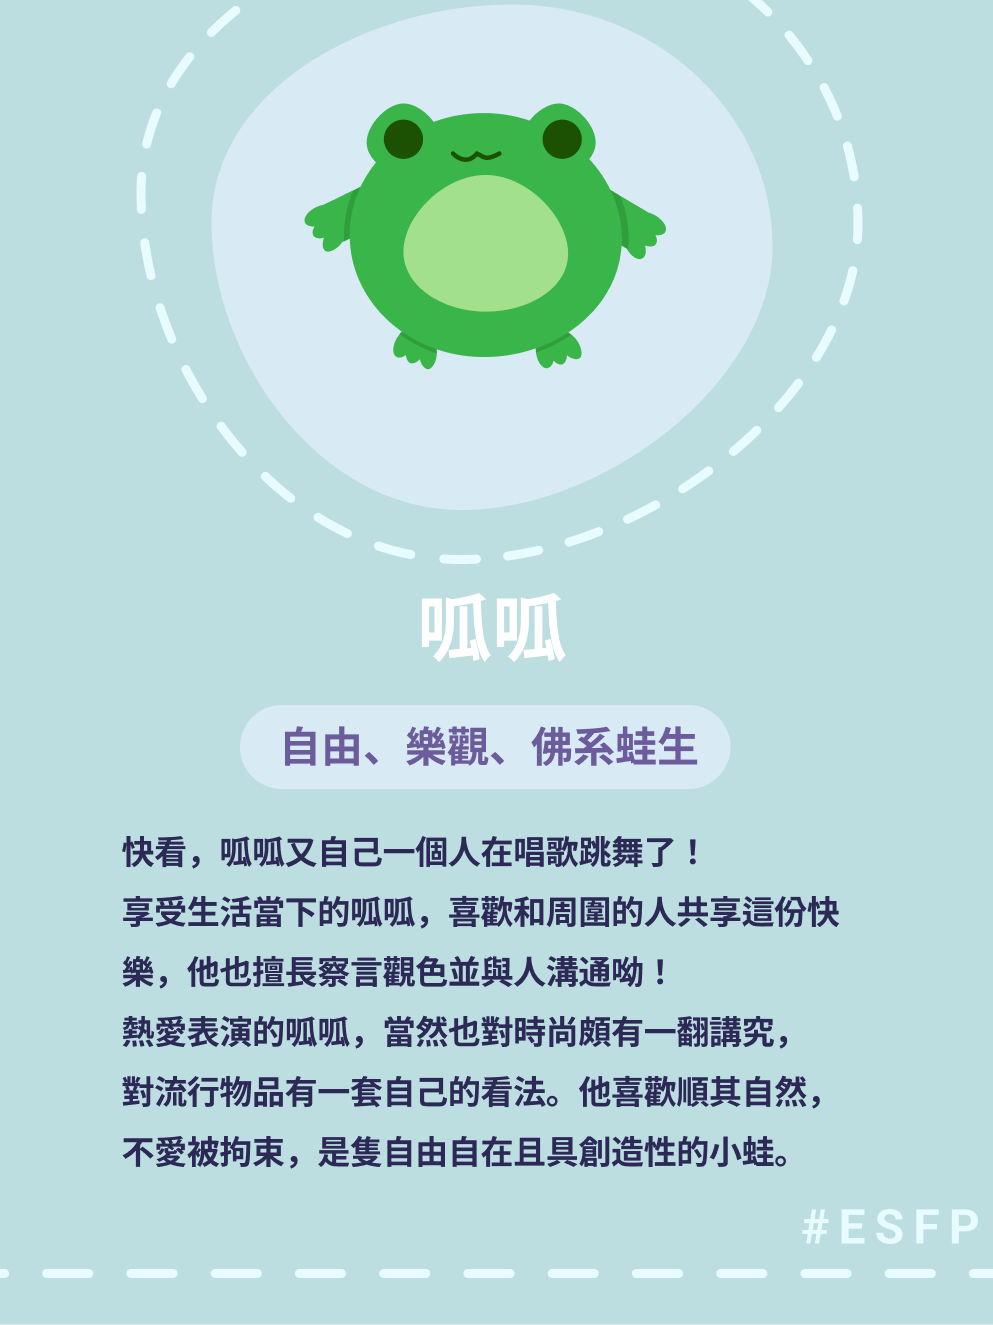 呱呱
自由、樂觀、佛系蛙生
快看，呱呱又自己一個人在唱歌跳舞了！
享受生活當下的呱呱，喜歡和周圍的人共享這份快
樂，他也擅長察言觀色並與人溝通呦！
熱愛表演的呱呱，當然也對時尚頗有一翻講究，
對流行物品有一套自己的看法。他喜歡順其自然，
不愛被拘束，是隻自由自在且具創造性的小蛙。
#ESFP